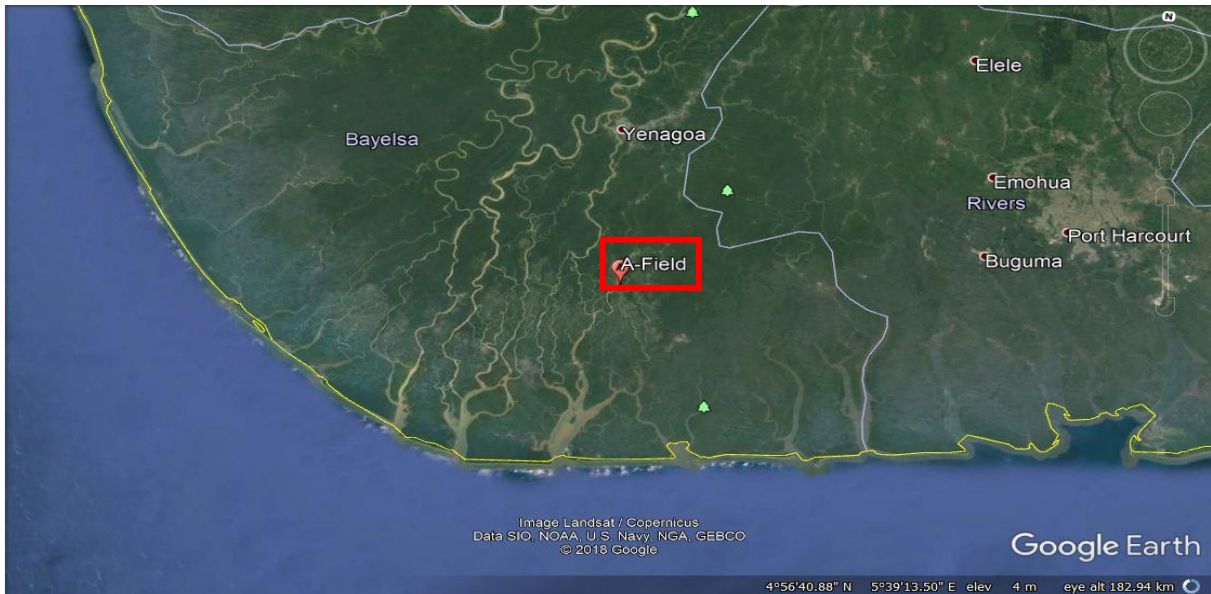 N
Elele
Yenagoa
Bayelsa
Emohua
Rivers
Port Harcourt
A-Field
Buguma
Image Landsat / Copernicus
Data SIO, NOAA, U.S. Navy, NGA, GEBCO
© 2018 Google
Google Earth
4°56'40.88" N 5°39'13.50" E elev 4 m eye alt 182.94 km